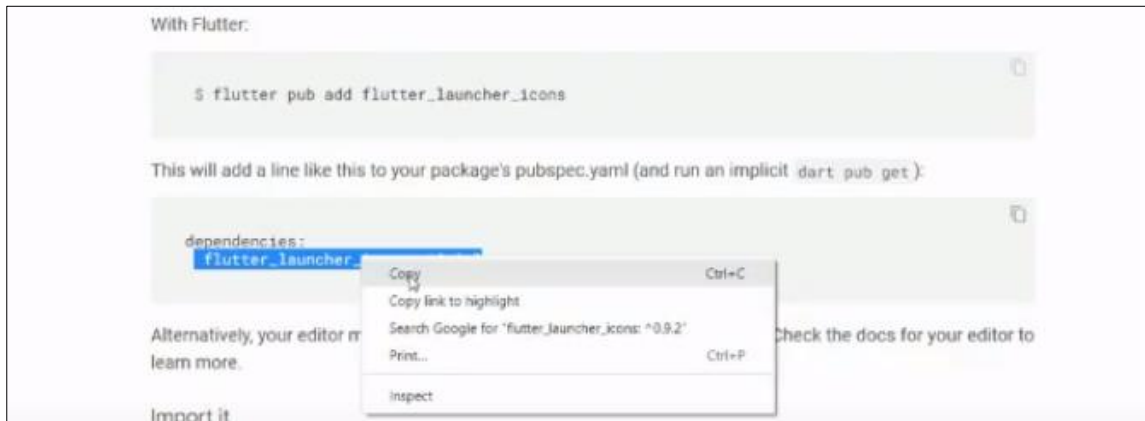 With Flutter:
$ flutter pub add flutter_launcher_icons
This will add a line like this to your package's pubspec.yaml (and run an implicit dart pub get ):
dependencies:
flutter_launcher_
Copy Ctrl+C
Copy link to highlight
Search Google for "flutter_launcher_icons: ^0.9.2"
Print... Ctrl+P
Inspect
Alternatively, your editor m
Check the docs for your editor to
learn more.
Import it